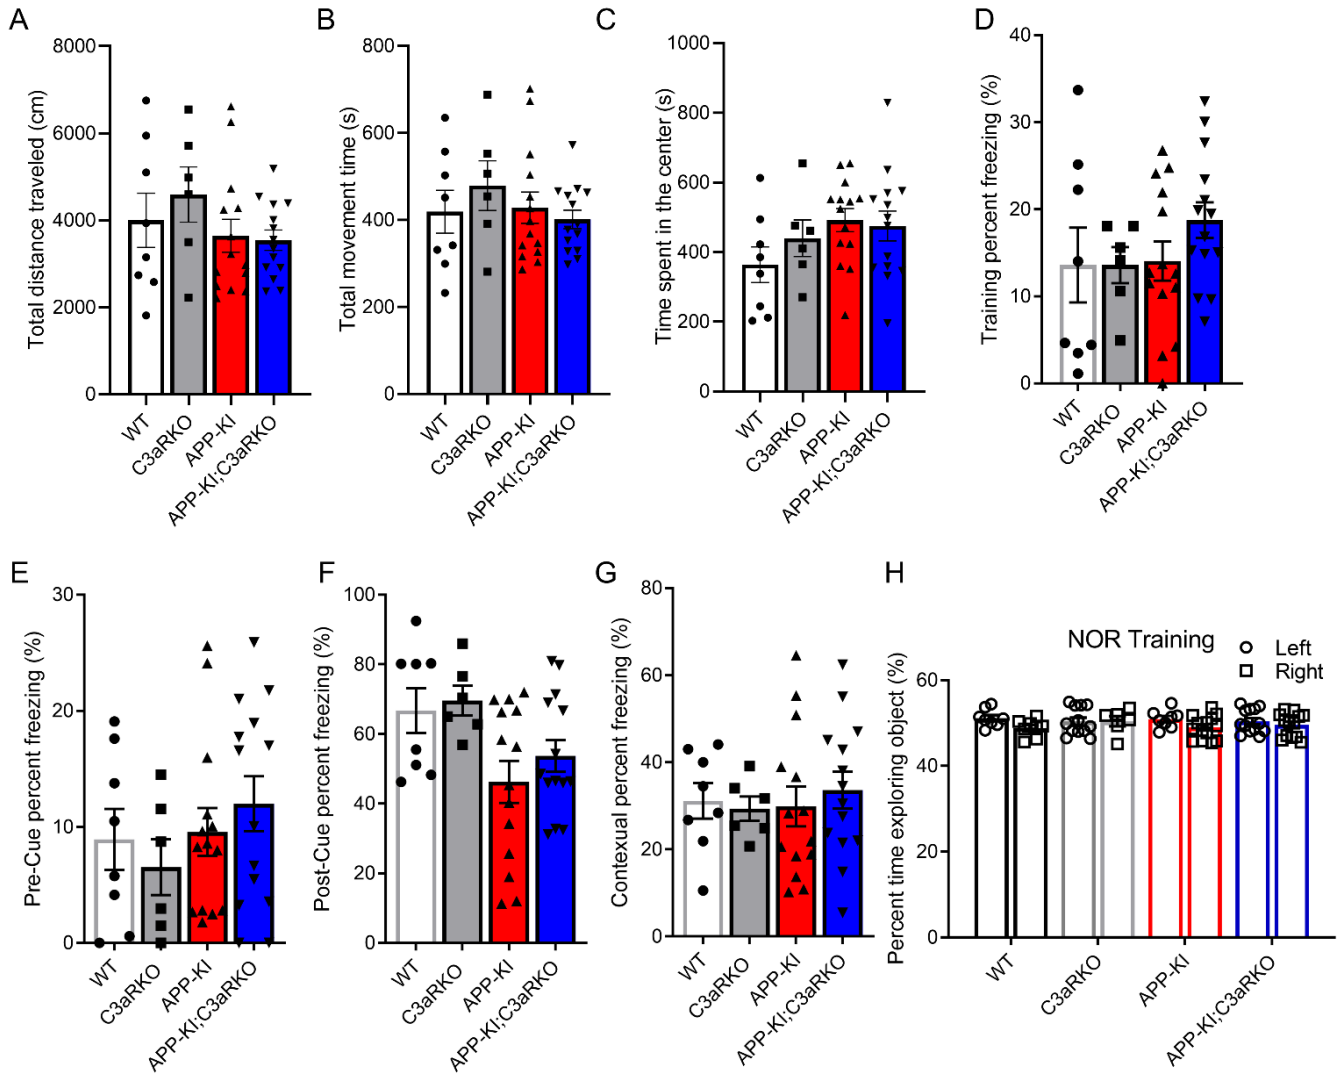 A
Total distance traveled (cm)
8000
6000
4000
2000
0
WT
C3aRKO
APP-KI
APP-KI;C3aRKO
B
Total movement time (s)
800
600
400
200
0
WT
C3aRKO
APP-KI
APP-KI;C3aRKO
C
Time spent in the center (s)
1000
800
600
400
200
0
WT
C3aRKO
APP-KI
APP-KI;C3aRKO
D
Training percent freezing (%)
40
30
20
10
0
WT
C3aRKO
APP-KI
APP-KI;C3aRKO
E
Pre-Cue percent freezing (%)
30
20
10
0
WT
C3aRKO
APP-KI
APP-KI;C3aRKO
F
Post-Cue percent freezing (%)
100
80
60
40
20
0
WT
C3aRKO
APP-KI
APP-KI;C3aRKO
G
Contexual percent freezing (%)
80
60
40
20
0
WT
C3aRKO
APP-KI
APP-KI;C3aRKO
H
NOR Training
Left
Right
Percent time exploring object (%)
60
40
20
0
WT
C3aRKO
APP-KI
APP-KI;C3aRKO